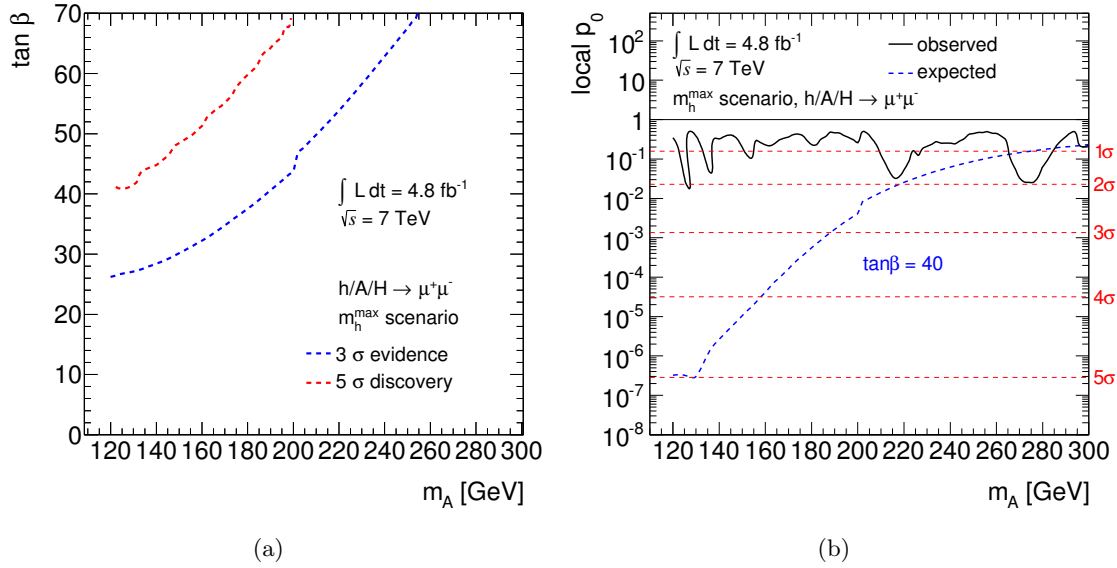 tan β
70
60
50
40
30
20
10
0
∫ L dt = 4.8 fb⁻¹
√s = 7 TeV
h/A/H → μ⁺μ⁻
m_h^max scenario
3 σ evidence
5 σ discovery
120 140 160 180 200 220 240 260 280 300
m_A [GeV]
(a)
local p_0
10²
10
1
10⁻¹
10⁻²
10⁻³
10⁻⁴
10⁻⁵
10⁻⁶
10⁻⁷
10⁻⁸
∫ L dt = 4.8 fb⁻¹
√s = 7 TeV
m_h^max scenario, h/A/H → μ⁺μ⁻
observed
expected
1σ
2σ
3σ
tanβ = 40
4σ
5σ
120 140 160 180 200 220 240 260 280 300
m_A [GeV]
(b)